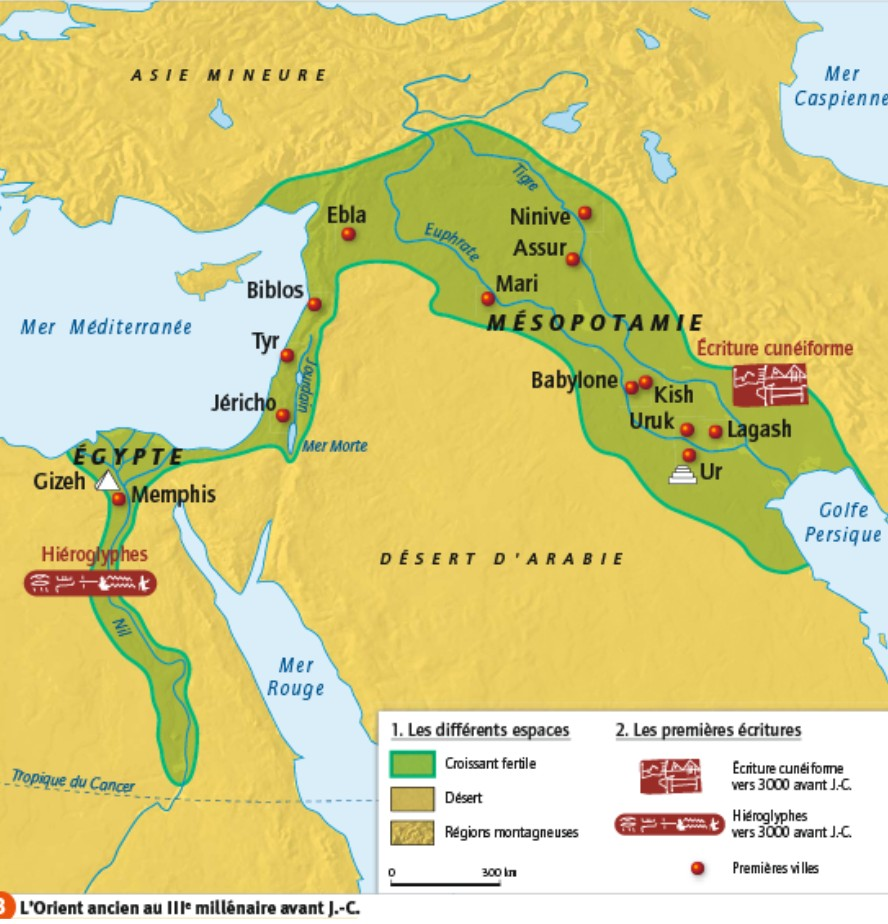 ASIE MINEURE
Mer
Caspienne
Tigre
Ebla
Ninive
Euphrate
Assur
Biblos
Mari
Mer Méditerranée
MÉSOPOTAMIE
Tyr
Écriture cunéiforme
Jourdain
Babylone
Kish
Jéricho
Uruk
Lagash
Mer Morte
ÉGYPTE
Ur
Gizeh
Memphis
Golfe
Persique
Hiéroglyphes
DÉSERT D'ARABIE
Nil
Mer
Rouge
Tropique du Cancer
1. Les différents espaces
Croissant fertile
Désert
Régions montagneuses
0 300 km
2. Les premières écritures
Écriture cunéiforme
vers 3000 avant J.-C.
Hiéroglyphes
vers 3000 avant J.-C.
Premières villes
L'Orient ancien au IIIe millénaire avant J.-C.